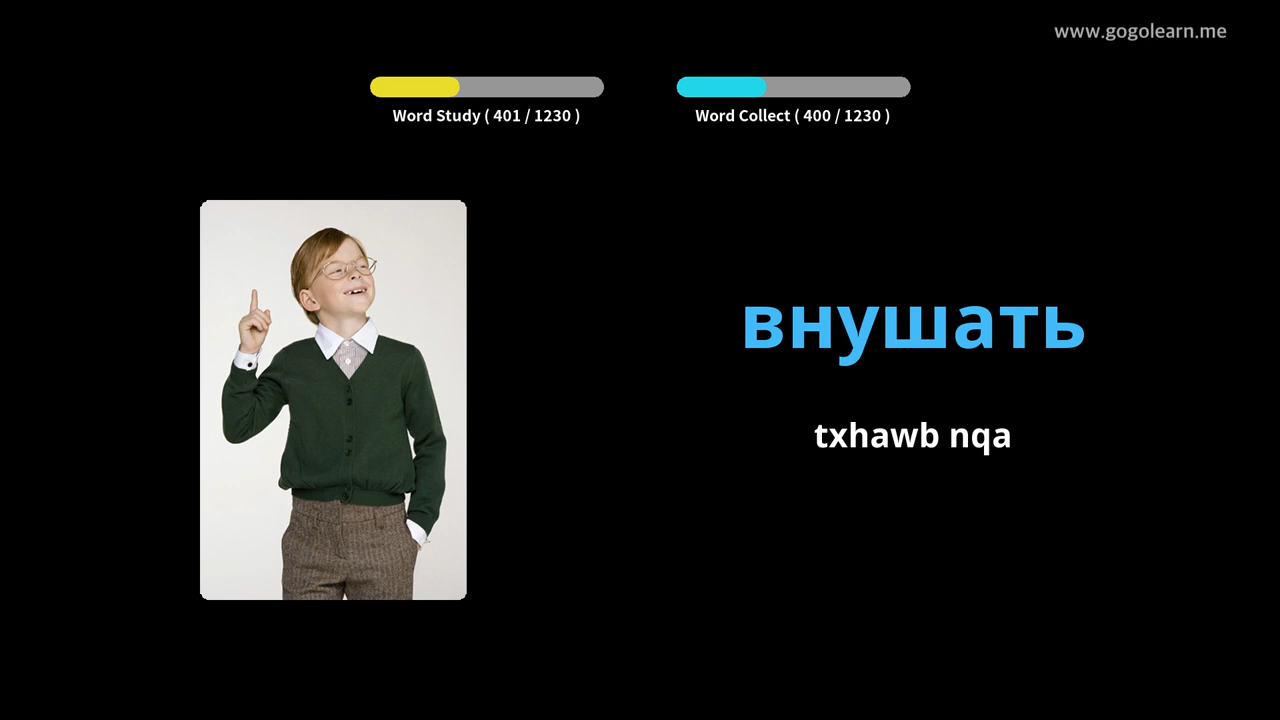 www.gogolearn.me
Word Study ( 401 / 1230 )
Word Collect ( 400 / 1230 )
внушать
txhawb nqa